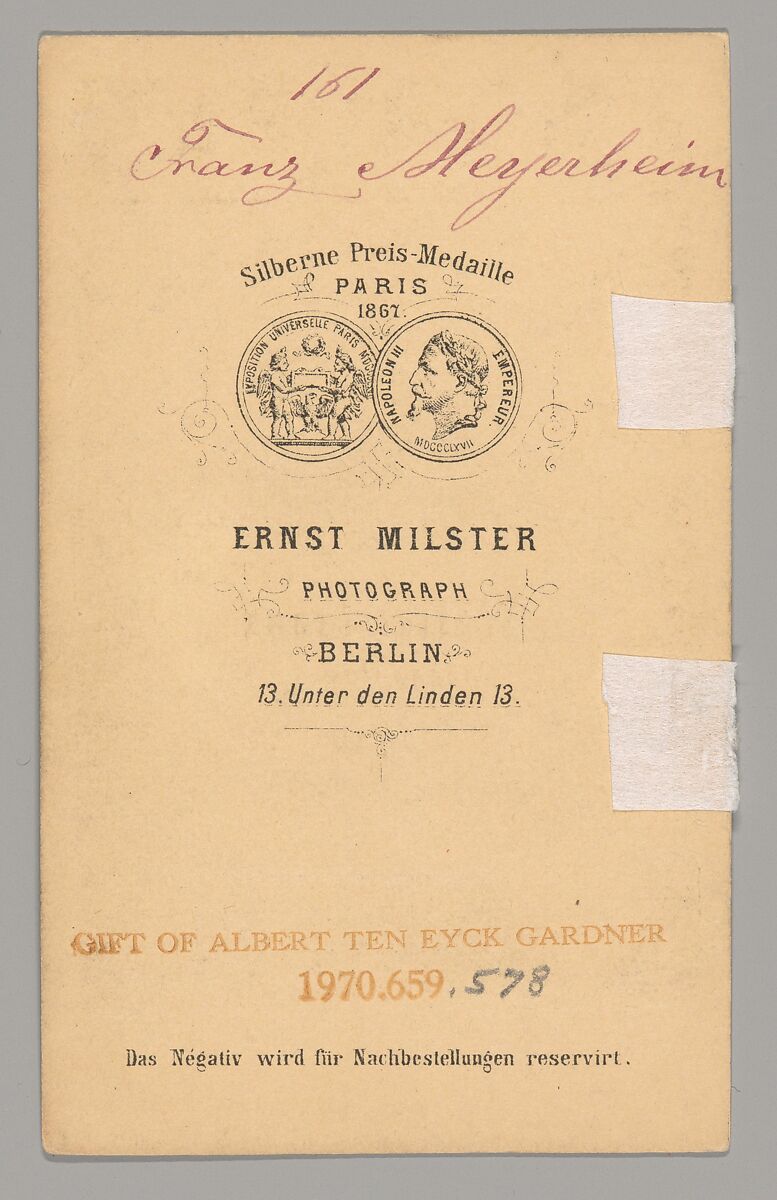 161
Franz Meyerheim
Silberne Preis-Medaille
PARIS
1867.
EXPOSITION UNIVERSELLE PARIS
NAPOLEON III EMPEREUR
MDCCCLXVII
ERNST MILSTER
PHOTOGRAPH
BERLIN
13. Unter den Linden 13.
GIFT OF ALBERT TEN EYCK GARDNER
1970.659.578
Das Négativ wird für Nachbestellungen reservirt.